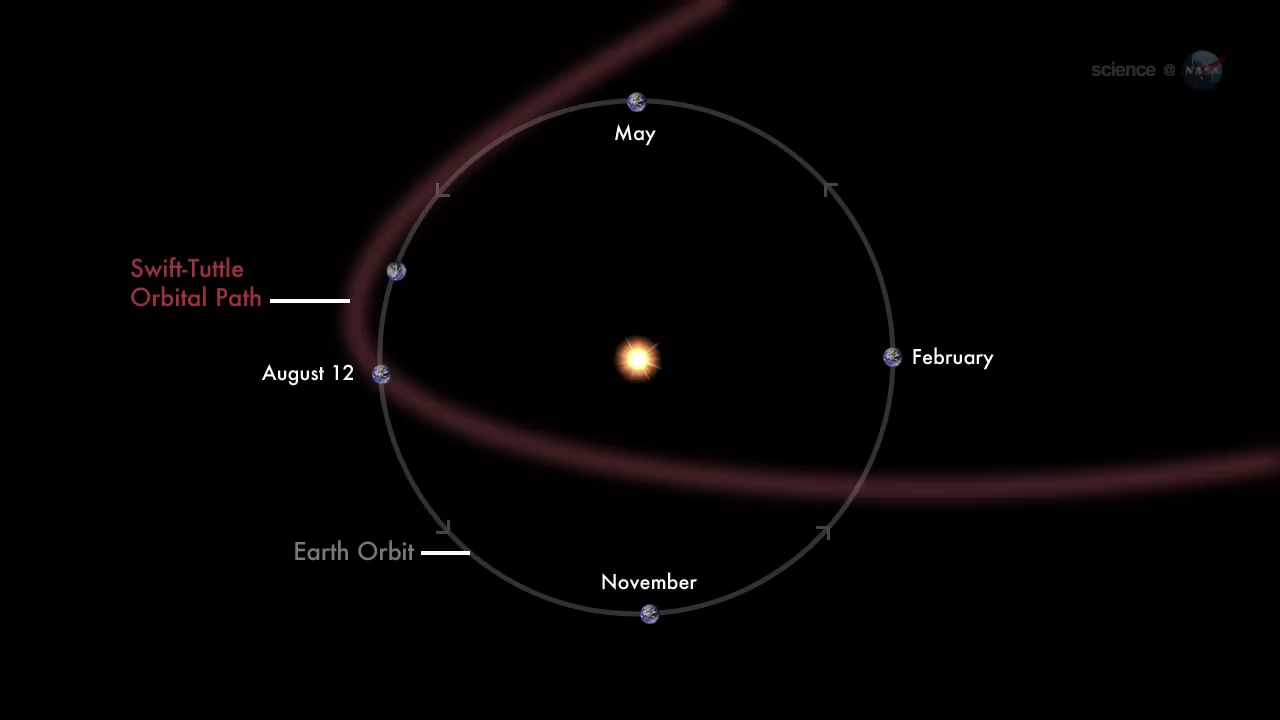 science @ NASA
May
Swift-Tuttle
Orbital Path
February
August 12
Earth Orbit
November